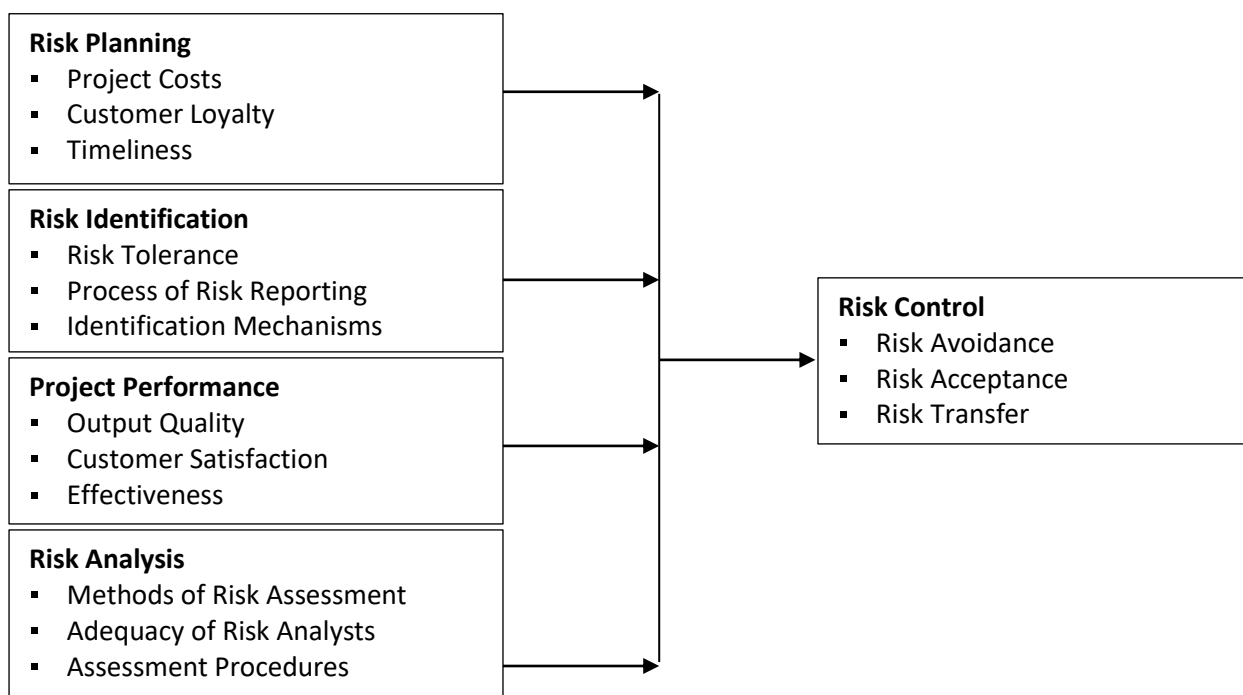 Risk Planning
▪ Project Costs
▪ Customer Loyalty
▪ Timeliness
Risk Identification
▪ Risk Tolerance
▪ Process of Risk Reporting
▪ Identification Mechanisms
Project Performance
▪ Output Quality
▪ Customer Satisfaction
▪ Effectiveness
Risk Analysis
▪ Methods of Risk Assessment
▪ Adequacy of Risk Analysts
▪ Assessment Procedures
Risk Control
▪ Risk Avoidance
▪ Risk Acceptance
▪ Risk Transfer